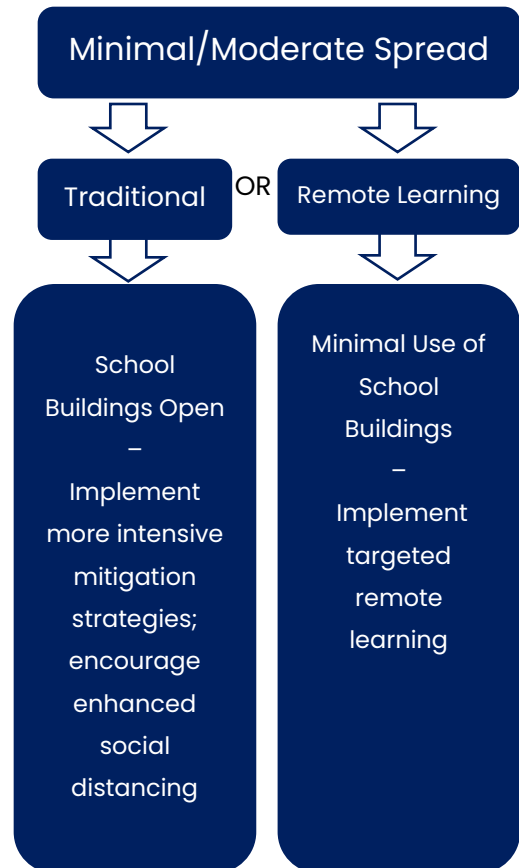 Minimal/Moderate Spread
Traditional
OR
Remote Learning
School
Buildings Open
–
Implement
more intensive
mitigation
strategies;
encourage
enhanced
social
distancing
Minimal Use of
School
Buildings
–
Implement
targeted
remote
learning